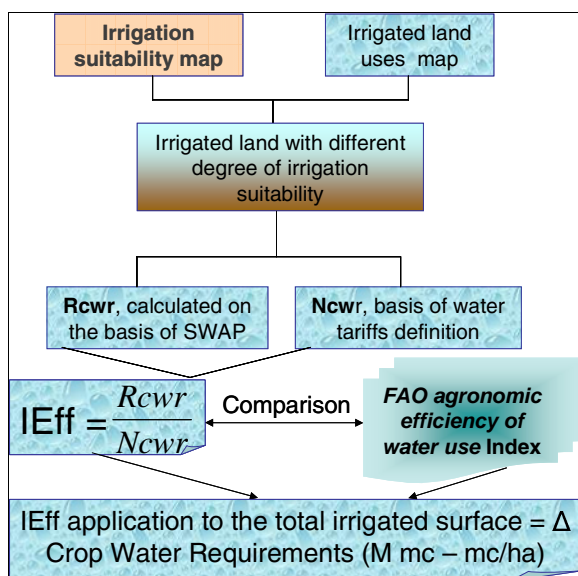 Irrigation
suitability map
Irrigated land
uses map
Irrigated land with different
degree of irrigation
suitability
Rcwr, calculated on
the basis of SWAP
Ncwr, basis of water
tariffs definition
IEff = Rcwr / Ncwr
Comparison
FAO agronomic
efficiency of
water use Index
IEff application to the total irrigated surface = Δ
Crop Water Requirements (M mc – mc/ha)